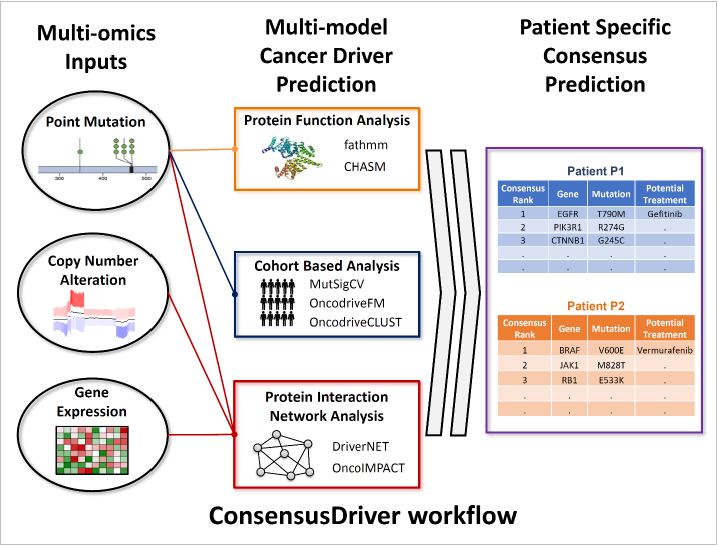 Multi-omics
Inputs
Multi-model
Cancer Driver
Prediction
Patient Specific
Consensus
Prediction
Point Mutation
300 400 500
Copy Number
Alteration
Gene
Expression
Protein Function Analysis
fathmm
CHASM
Cohort Based Analysis
MutSigCV
OncodriveFM
OncodriveCLUST
Protein Interaction
Network Analysis
DriverNET
OncoIMPACT
Patient P1
Consensus Rank Gene Mutation Potential Treatment
1 EGFR T790M Gefitinib
2 PIK3R1 R274G .
3 CTNNB1 G245C .
. . . .
. . . .
Patient P2
Consensus Rank Gene Mutation Potential Treatment
1 BRAF V600E Vermurafenib
2 JAK1 M828T .
3 RB1 E533K .
. . . .
. . . .
ConsensusDriver workflow